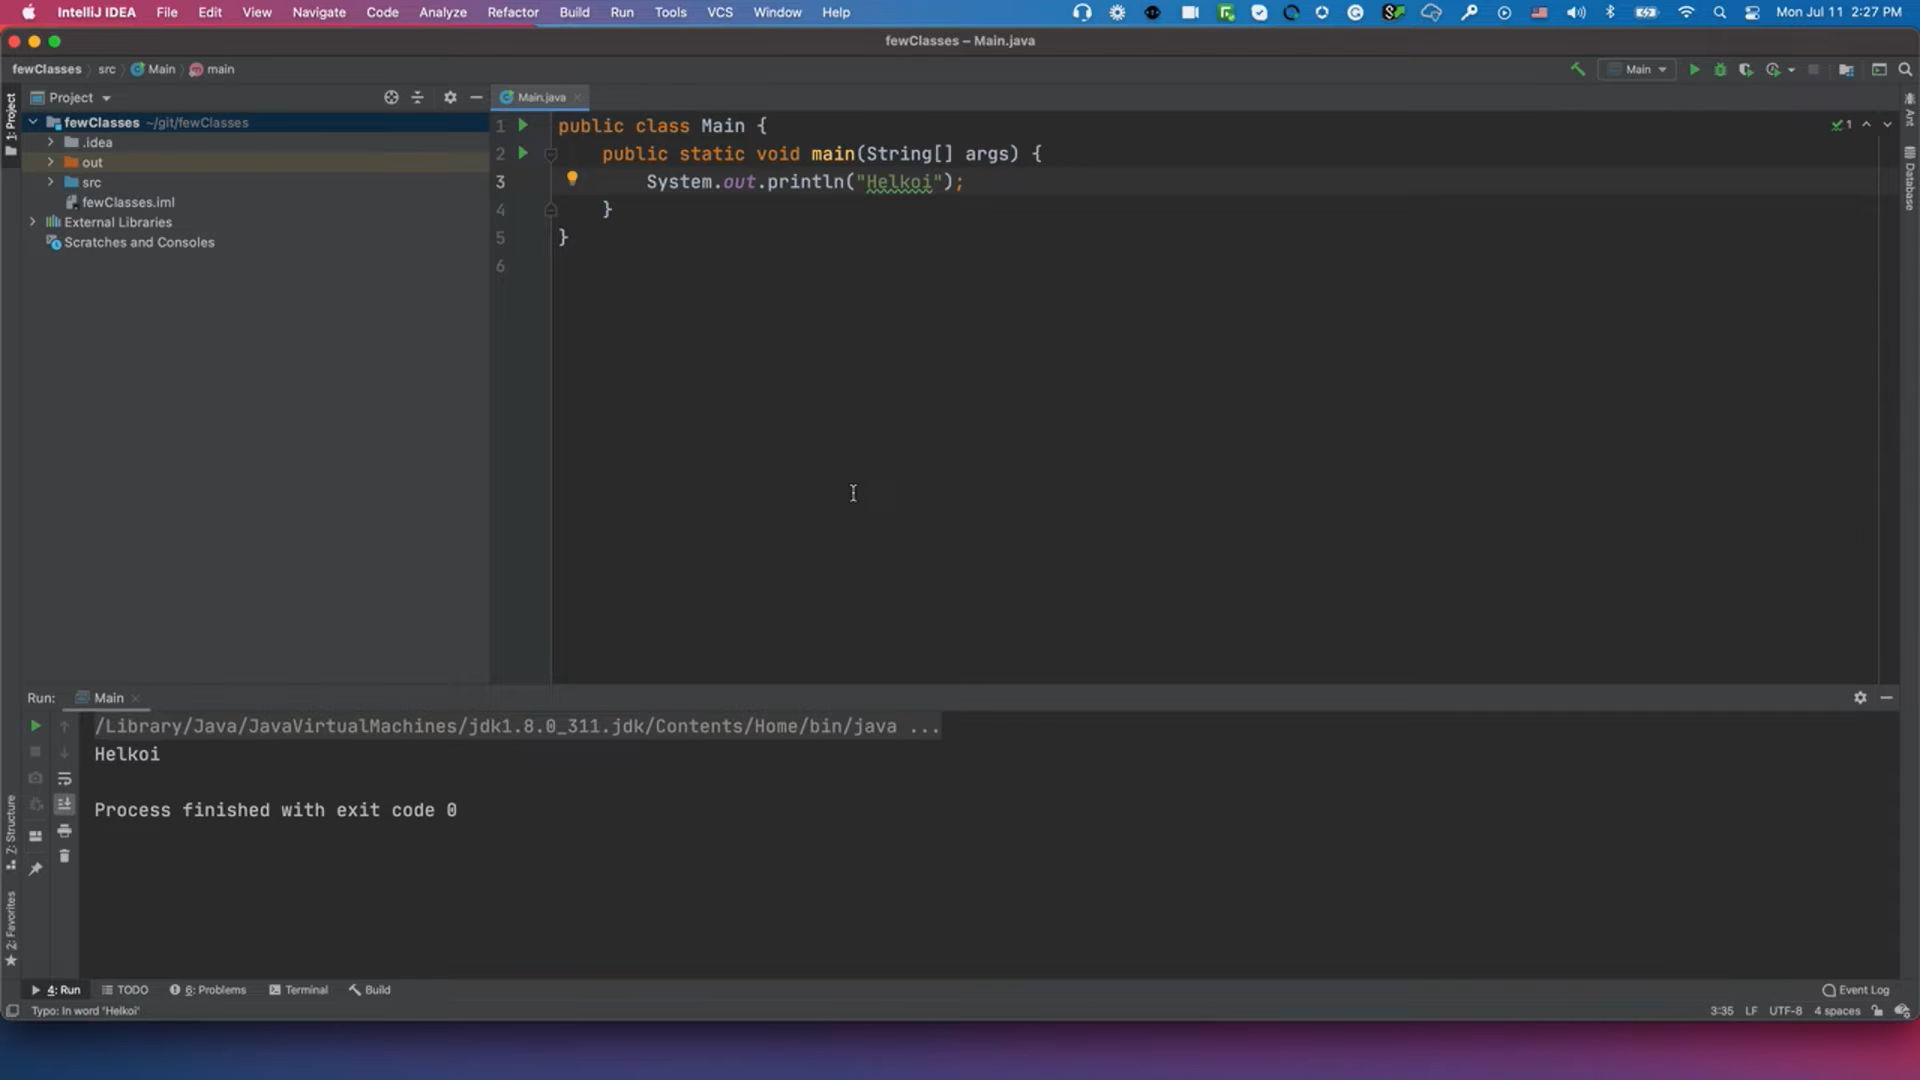 IntelliJ IDEA File Edit View Navigate Code Analyze Refactor Build Run Tools VCS Window Help Mon Jul 11 2:27 PM
fewClasses – Main.java
fewClasses src Main main Main
1: Project
Project
Main.java
fewClasses ~/git/fewClasses
.idea
out
src
fewClasses.iml
External Libraries
Scratches and Consoles
1 public class Main {
2 public static void main(String[] args) {
3 System.out.println("Helkoi");
4 }
5 }
6
1
Ant
Database
Run: Main
/Library/Java/JavaVirtualMachines/jdk1.8.0_311.jdk/Contents/Home/bin/java ...
Helkoi
Process finished with exit code 0
Z: Structure
2: Favorites
4: Run TODO 6: Problems Terminal Build Event Log
Typo: In word 'Helkoi' 3:35 LF UTF-8 4 spaces